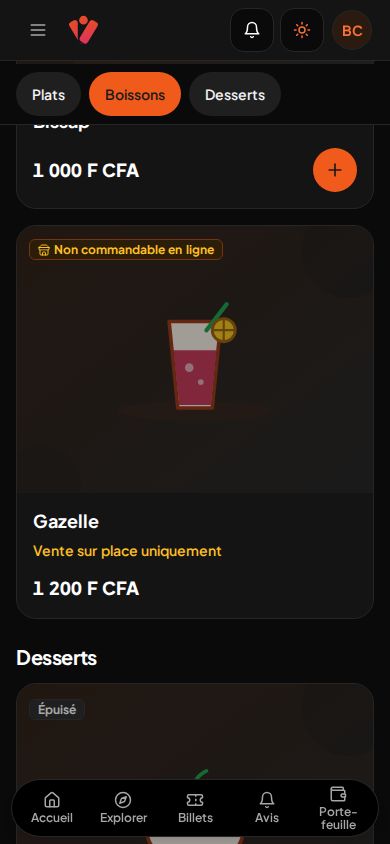 BC
Plats
Boissons
Desserts
Bissap
1 000 F CFA
Non commandable en ligne
Gazelle
Vente sur place uniquement
1 200 F CFA
Desserts
Épuisé
Accueil
Explorer
Billets
Avis
Porte-
feuille